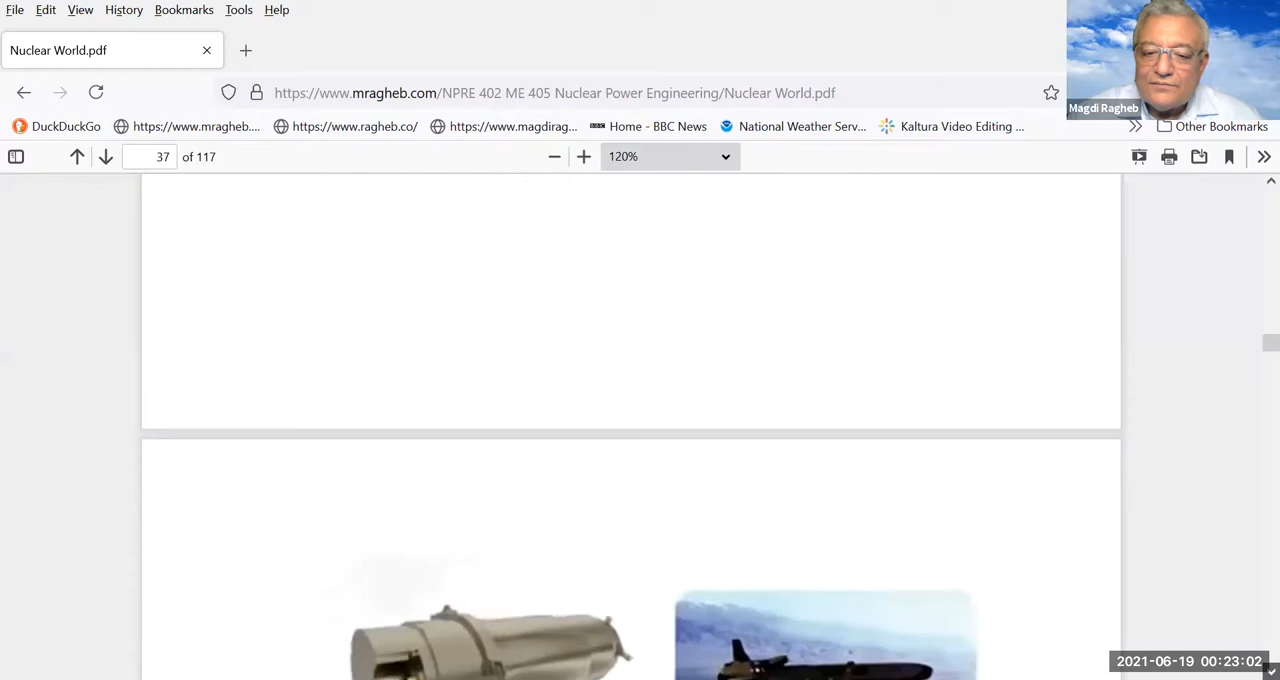 File Edit View History Bookmarks Tools Help
Nuclear World.pdf
https://www.mragheb.com/NPRE 402 ME 405 Nuclear Power Engineering/Nuclear World.pdf
Magdi Ragheb
DuckDuckGo https://www.mragheb.... https://www.ragheb.co/ https://www.magdirag... BBC Home - BBC News National Weather Serv... Kaltura Video Editing ... Other Bookmarks
37 of 117 120%
2021-06-19 00:23:02